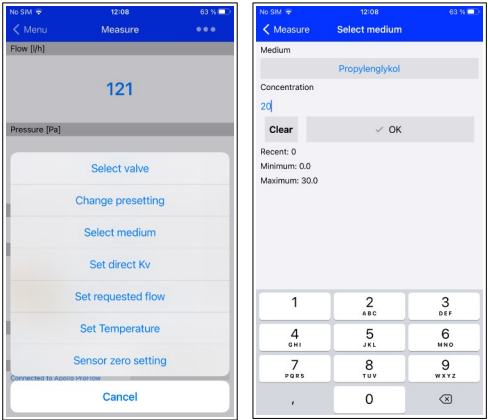 No SIM 12:08 63 %
Menu Measure
Flow [l/h]
121
Pressure [Pa]
Select valve
Change presetting
Select medium
Set direct Kv
Set requested flow
Set Temperature
Sensor zero setting
Connected to Apollo ProFlow
Cancel
No SIM 12:08 63 %
Measure Select medium
Medium
Propylenglykol
Concentration
20
Clear ✓ OK
Recent: 0
Minimum: 0.0
Maximum: 30.0
1 2 3
ABC DEF
4 5 6
GHI JKL MNO
7 8 9
PQRS TUV WXYZ
, 0